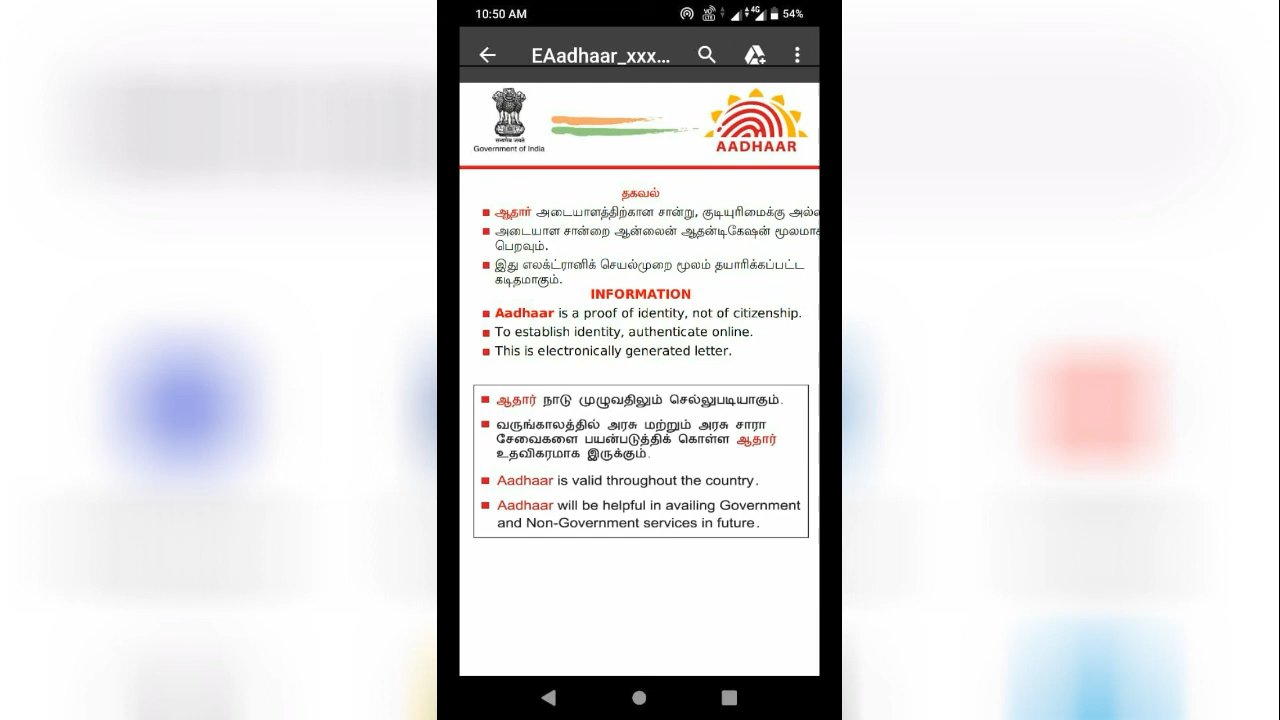 10:50 AM
4G 54%
EAadhaar_xxx...
सत्यमेव जयते
Government of India
AADHAAR
தகவல்
ஆதார் அடையாளத்திற்கான சான்று, குடியுரிமைக்கு
அடையாள சான்றை ஆன்லைன் ஆதன்டிகேஷன்
பெறவும்.
இது எலக்ட்ரானிக் செயல்முறை மூலம் தயாரிக்கப்பட்ட
கடிதமாகும்.
INFORMATION
Aadhaar is a proof of identity, not of citizenship.
To establish identity, authenticate online.
This is electronically generated letter.
ஆதார் நாடு முழுவதிலும் செல்லுபடியாகும்.
வருங்காலத்தில் அரசு மற்றும் அரசு சாரா
சேவைகளை பயன்படுத்திக் கொள்ள ஆதார்
உதவிகரமாக இருக்கும்.
Aadhaar is valid throughout the country.
Aadhaar will be helpful in availing Government
and Non-Government services in future.